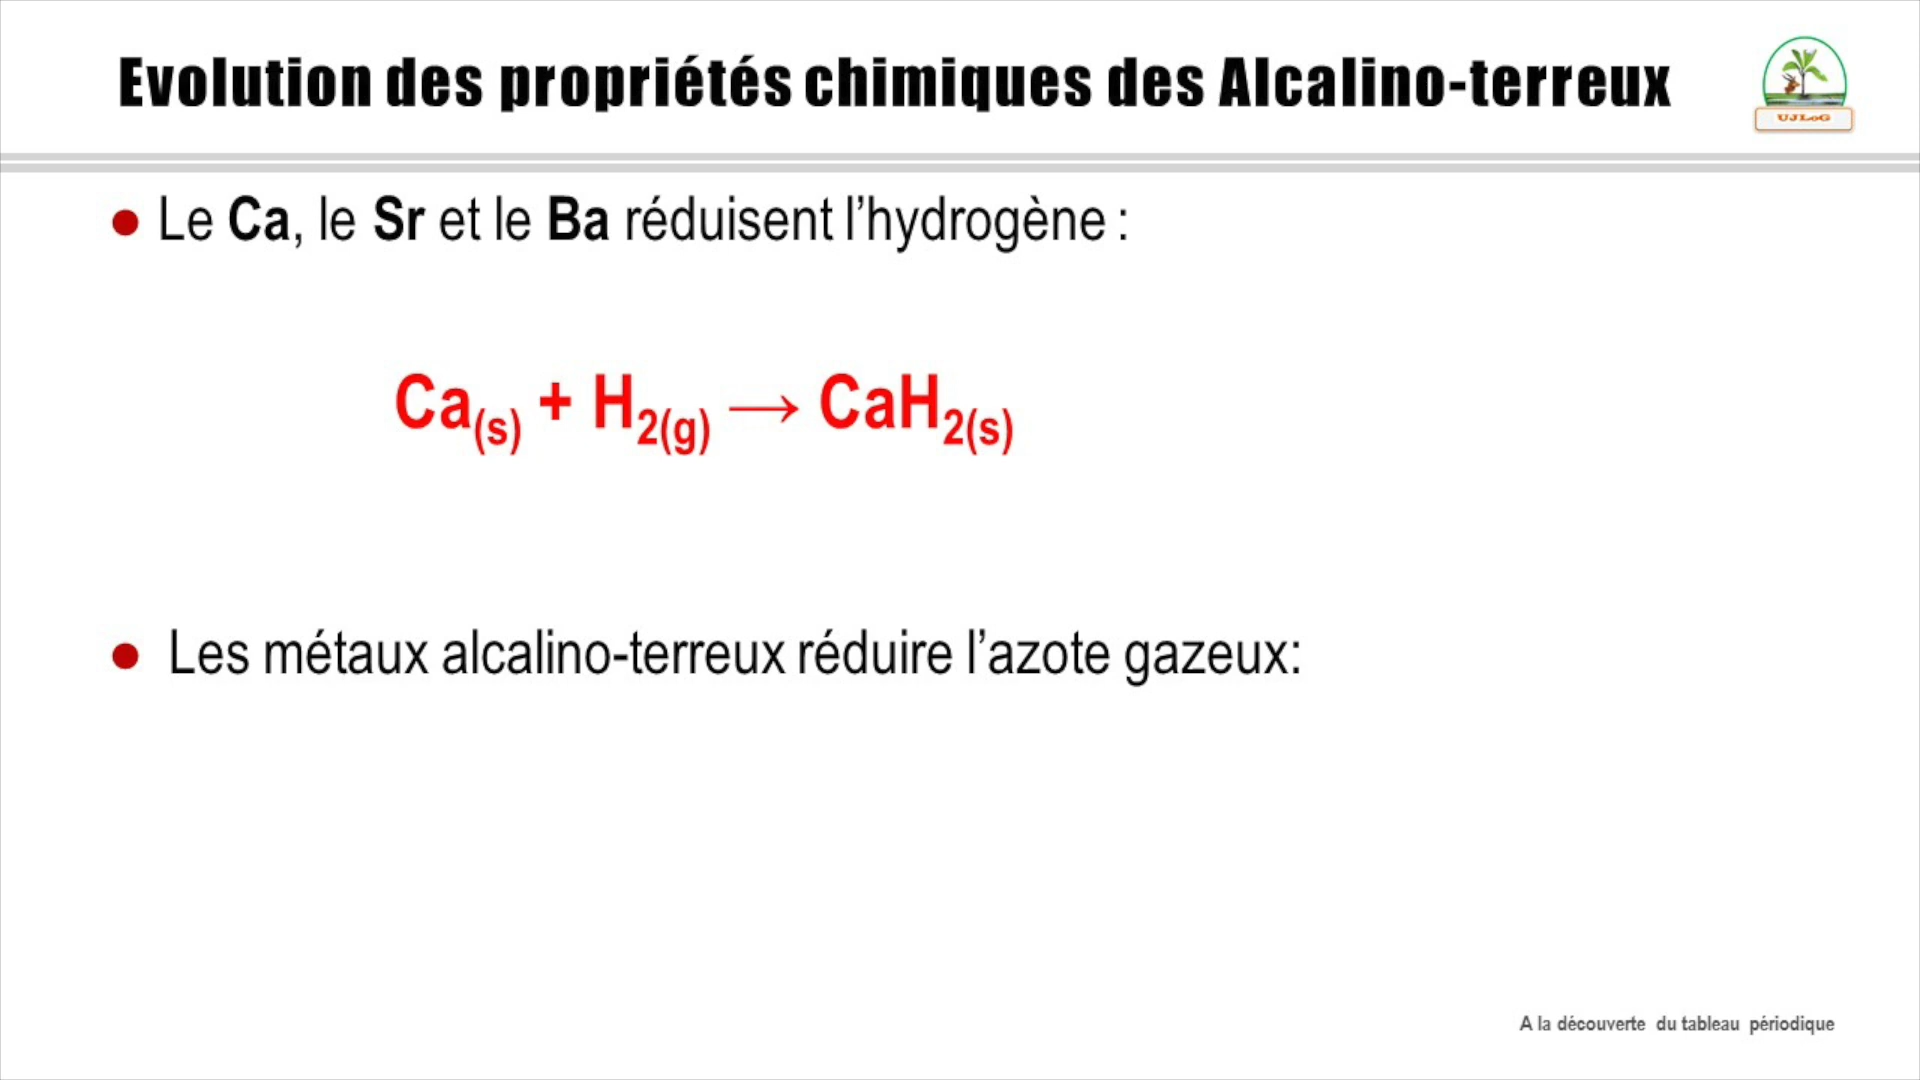 Evolution des propriétés chimiques des Alcalino-terreux
UJLoG
● Le Ca, le Sr et le Ba réduisent l’hydrogène :
Ca(s) + H2(g) → CaH2(s)
● Les métaux alcalino-terreux réduire l’azote gazeux:
A la découverte du tableau périodique